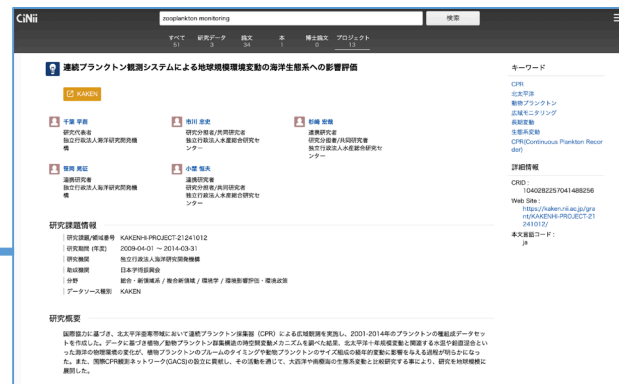 CiNii
zooplankton monitoring
検索
すべて 研究データ 論文 本 博士論文 プロジェクト
51 3 34 1 0 13
連続プランクトン観測システムによる地球規模環境変動の海洋生態系への影響評価
KAKEN
千葉 早苗
研究代表者
独立行政法人海洋研究開発機
構
市川 忠史
研究分担者/共同研究者
独立行政法人水産総合研究セ
ンター
杉崎 宏哉
連携研究者
研究分担者/共同研究者
独立行政法人水産総合研究セ
ンター
笹岡 晃征
連携研究者
独立行政法人海洋研究開発機
構
小埜 恒夫
連携研究者
研究分担者/共同研究者
独立行政法人水産総合研究セ
ンター
研究課題情報
研究課題/領域番号 KAKENHI-PROJECT-21241012
研究期間 (年度) 2009-04-01 ～ 2014-03-31
研究機関 独立行政法人海洋研究開発機構
助成機関 日本学術振興会
分野 総合・新領域系 / 複合新領域 / 環境学 / 環境影響評価・環境政策
データソース種別 KAKEN
研究概要
国際協力に基づき、北太平洋亜寒帯域において連続プランクトン採集器（CPR）による広域観測を実施し、2001-2014年のプランクトンの種組成データセッ
トを作成した。データに基づき植物／動物プランクトン群集構造の時空間変動メカニズムを調べた結果、北太平洋十年規模変動と関連する水温や鉛直混合とい
った海洋の物理環境の変化が、植物プランクトンのブルームのタイミングや動物プランクトンのサイズ組成の経年的変動に影響を与える過程が明らかになっ
た。また、国際CPR観測ネットワーク(GACS)の設立に貢献し、その活動を通じて、大西洋や南極海の生態系変動と比較研究する事により、研究を地球規模に
展開した。
キーワード
CPR
北太平洋
動物プランクトン
広域モニタリング
長期変動
生態系変動
CPR(Continuous Plankton Recor
der)
詳細情報
CRID :
1040282257041488256
Web Site :
https://kaken.nii.ac.jp/gra
nt/KAKENHI-PROJECT-21
241012/
本文言語コード :
ja